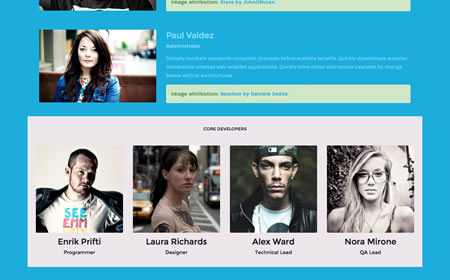 Image attribution: Stare by JohnONolan.
Paul Valdez
Administrator
Globally incubate standards compliant channels before scalable benefits. Quickly disseminate superior
deliverables whereas web-enabled applications. Quickly drive clicks-and-mortar catalysts for change
before vertical architectures.
Image attribution: Bamboo by Daniele Zedda.
CORE DEVELOPERS
SEE
EMM
Enrik Prifti
Programmer
Laura Richards
Designer
Alex Ward
Technical Lead
Nora Mirone
QA Lead